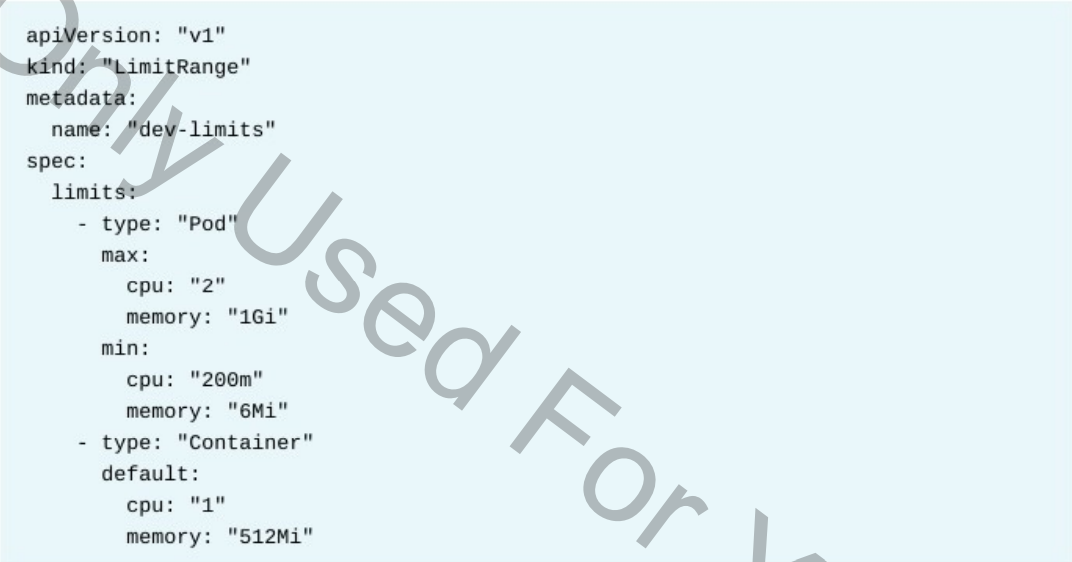 apiVersion: "v1"
kind: "LimitRange"
metadata:
  name: "dev-limits"
spec:
  limits:
    - type: "Pod"
      max:
        cpu: "2"
        memory: "1Gi"
      min:
        cpu: "200m"
        memory: "6Mi"
    - type: "Container"
      default:
        cpu: "1"
        memory: "512Mi"
Only Used For